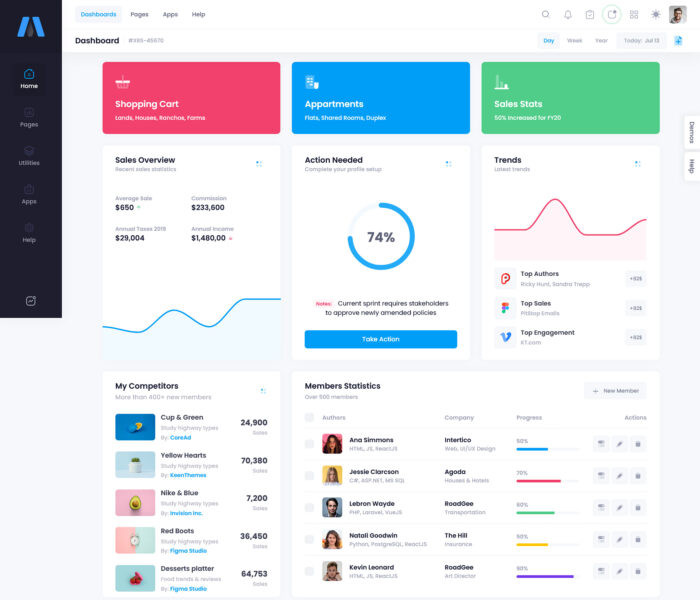 Dashboards
Pages
Apps
Help
Dashboard
#XRS-45670
Day
Week
Year
Today: Jul 13
Home
Pages
Utilities
Apps
Help
Demos
Help
Shopping Cart
Lands, Houses, Ranchos, Farms
Appartments
Flats, Shared Rooms, Duplex
Sales Stats
50% Increased for FY20
Sales Overview
Recent sales statistics
Average Sale
$650
Commission
$233,600
Annual Taxes 2019
$29,004
Annual Income
$1,480,00
Action Needed
Complete your profile setup
74%
Notes: Current sprint requires stakeholders
to approve newly amended policies
Take Action
Trends
Latest trends
Top Authors
Ricky Hunt, Sandra Trepp
+82$
Top Sales
PitStop Emails
+82$
Top Engagement
KT.com
+82$
My Competitors
More than 400+ new members
Cup & Green
Study highway types
By: CoreAd
24,900
Sales
Yellow Hearts
Study highway types
By: KeenThemes
70,380
Sales
Nike & Blue
Study highway types
By: Invision Inc.
7,200
Sales
Red Boots
Study highway types
By: Figma Studio
36,450
Sales
Desserts platter
Food trends & reviews
By: Figma Studio
64,753
Sales
Members Statistics
Over 500 members
New Member
Authors
Company
Progress
Actions
Ana Simmons
HTML, JS, ReactJS
Intertico
Web, UI/UX Design
50%
Jessie Clarcson
C#, ASP.NET, MS SQL
Agoda
Houses & Hotels
70%
Lebron Wayde
PHP, Laravel, VueJS
RoadGee
Transportation
60%
Natali Goodwin
Python, PostgreSQL, ReactJS
The Hill
Insurance
50%
Kevin Leonard
HTML, JS, ReactJS
RoadGee
Art Director
90%